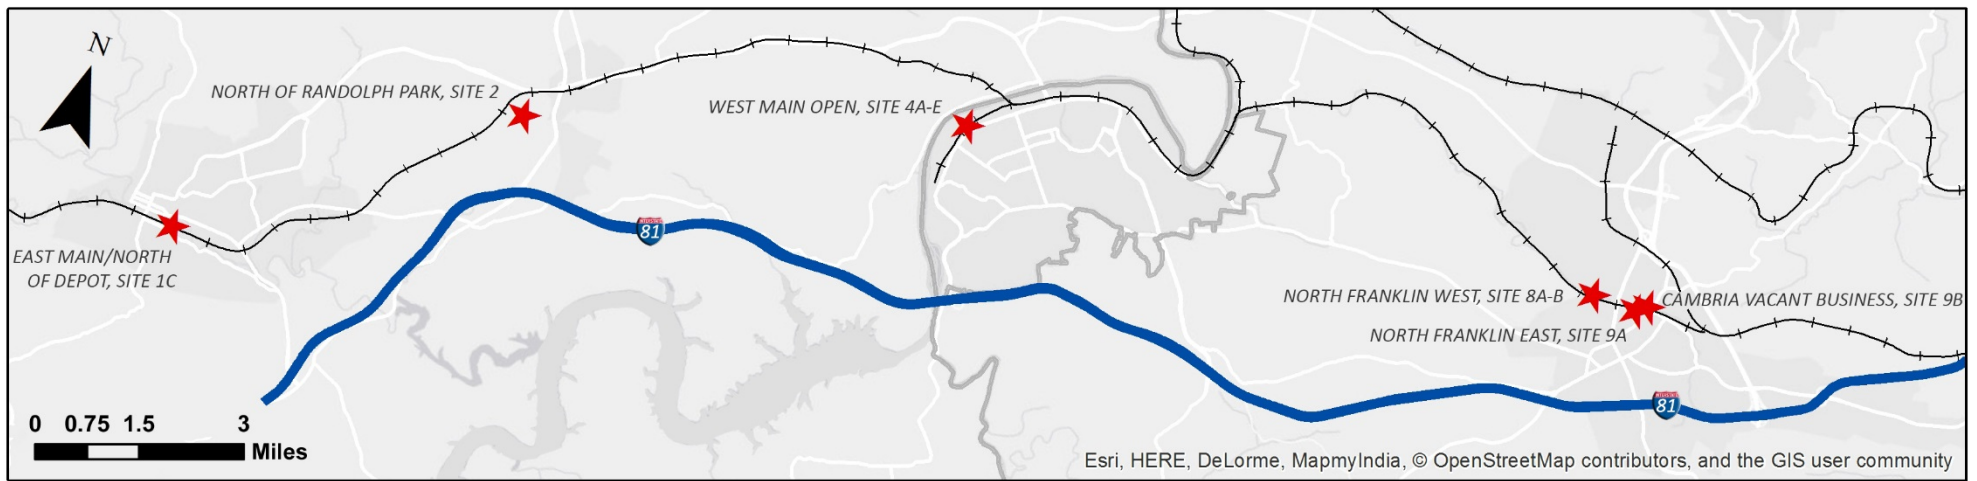 N
NORTH OF RANDOLPH PARK, SITE 2
WEST MAIN OPEN, SITE 4A-E
81
EAST MAIN/NORTH
OF DEPOT, SITE 1C
NORTH FRANKLIN WEST, SITE 8A-B
CAMBRIA VACANT BUSINESS, SITE 9B
NORTH FRANKLIN EAST, SITE 9A
81
0 0.75 1.5 3
Miles
Esri, HERE, DeLorme, MapmyIndia, © OpenStreetMap contributors, and the GIS user community